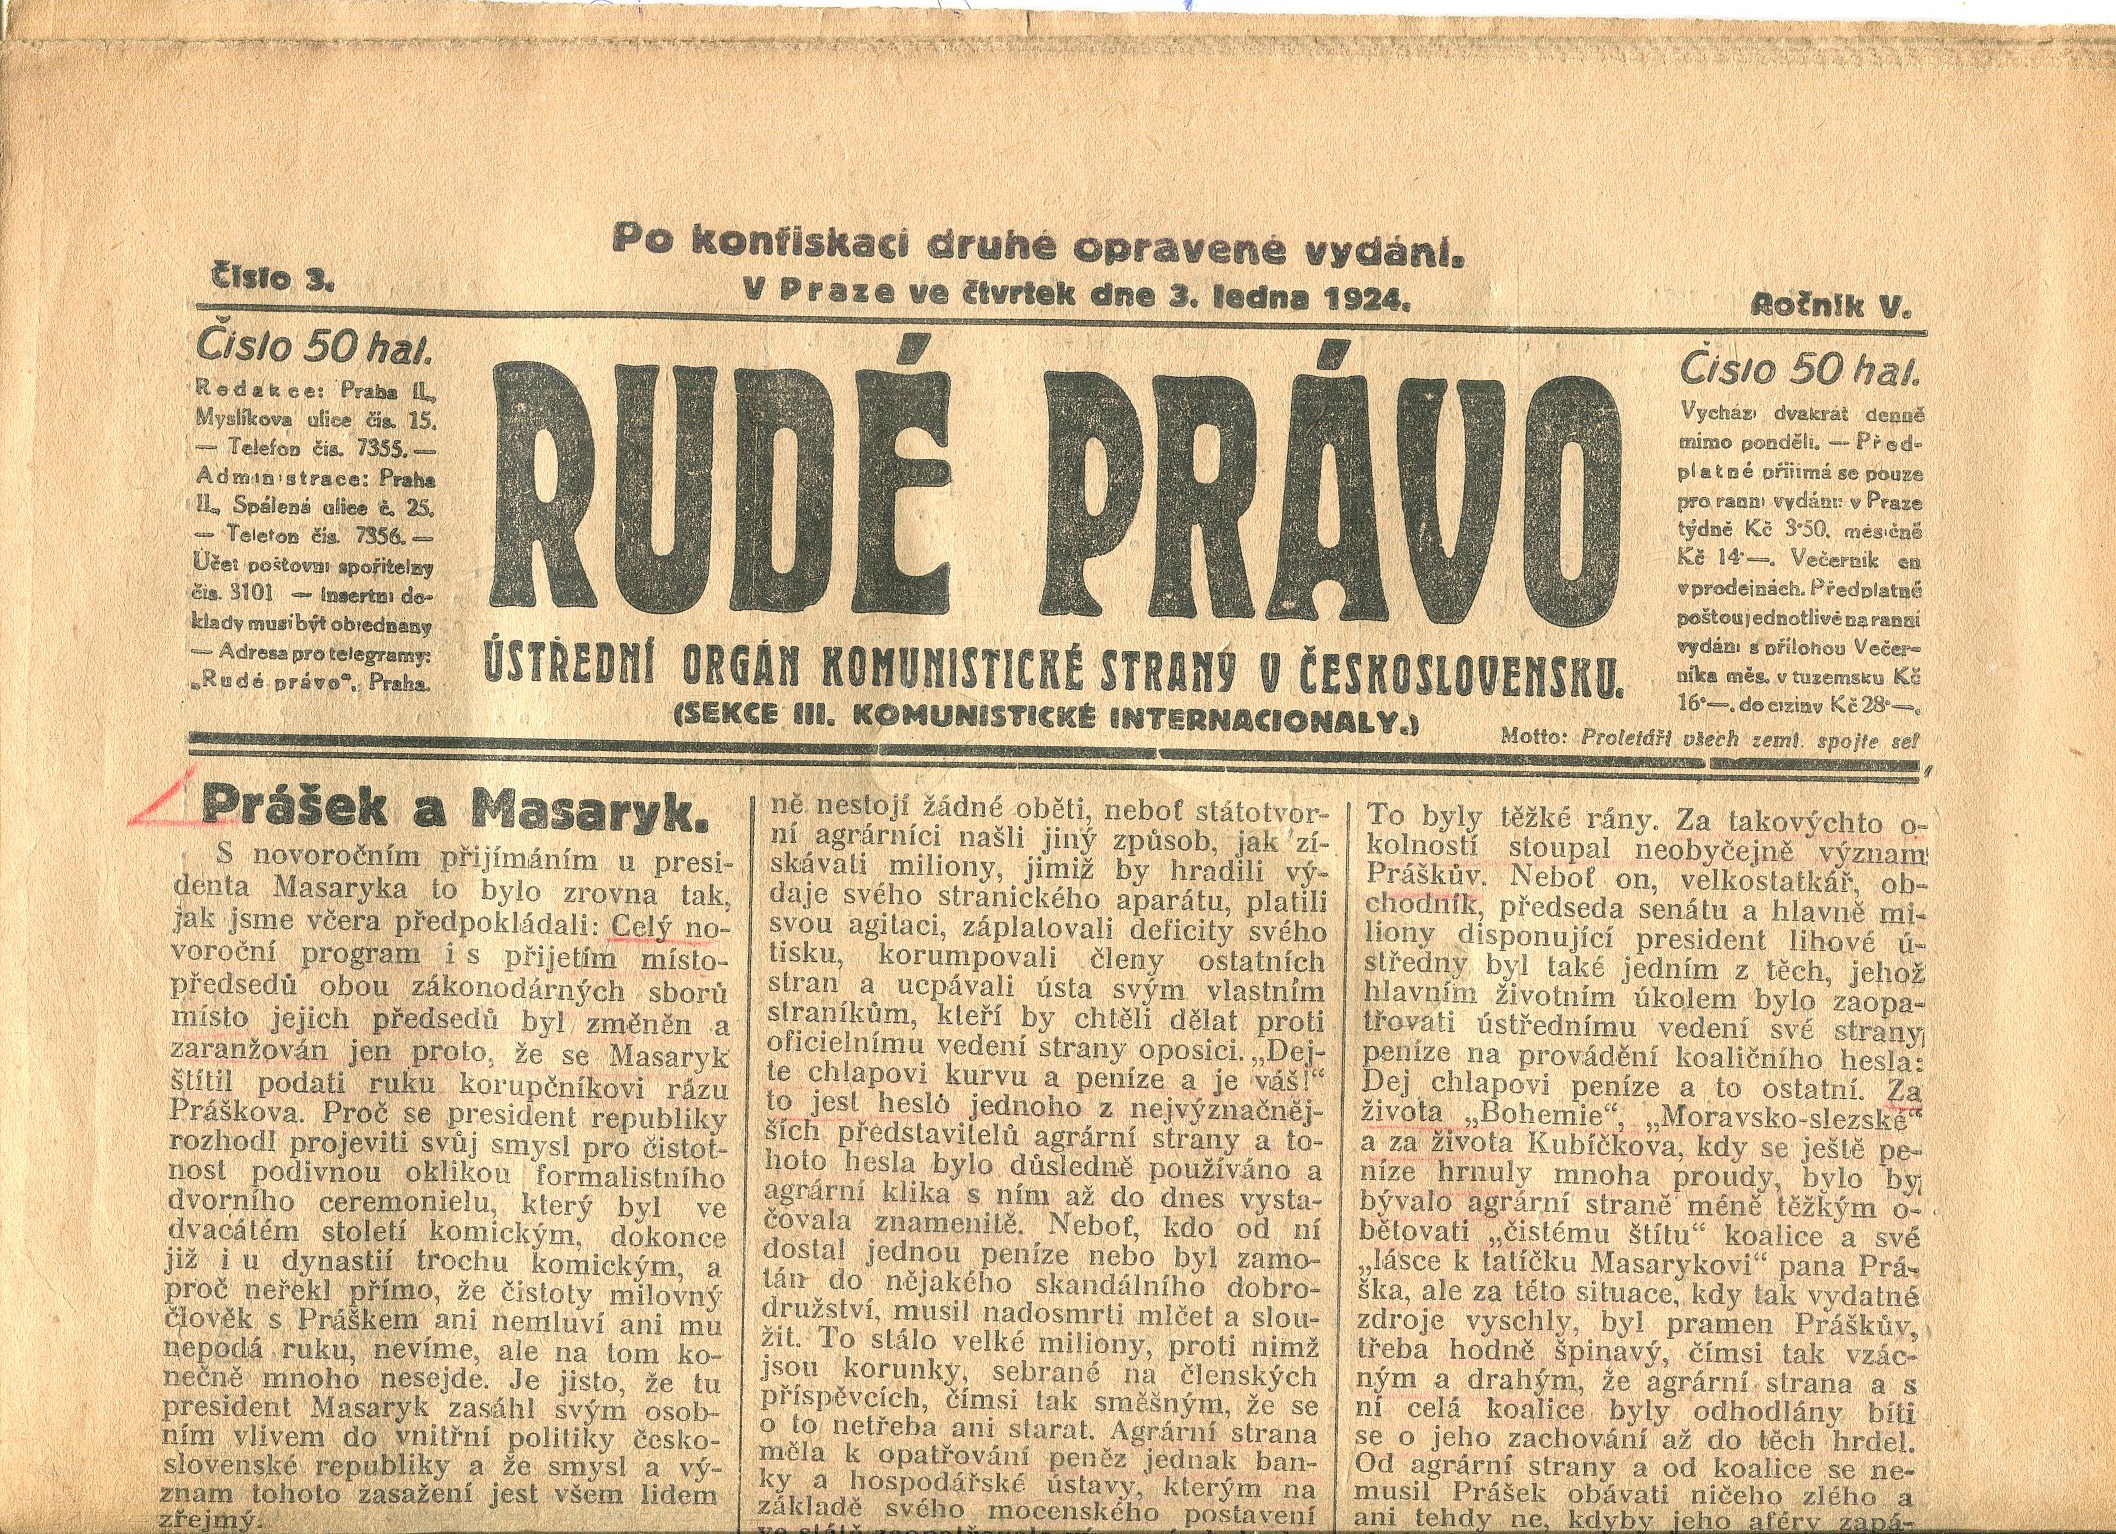 Po konfiskaci druhé opravené vydání.
Číslo 3.
V Praze ve čtvrtek dne 3. ledna 1924.
Ročník V.
Číslo 50 hal.
Redakce: Praha II.,
Myslíkova ulice čís. 15.
— Telefon čís. 7355. —
Administrace: Praha
II., Spálená ulice č. 25.
— Telefon čís. 7356. —
Účet poštovní spořitelny
čís. 3101 — Insertní do-
klady musí být objednány
— Adresa pro telegramy:
„Rudé právo“, Praha.
RUDÉ PRÁVO
ÚSTŘEDNÍ ORGÁN KOMUNISTICKÉ STRANY V ČESKOSLOVENSKU.
(SEKCE III. KOMUNISTICKÉ INTERNACIONALY.)
Číslo 50 hal.
Vychází dvakrát denně
mimo pondělí. — Před-
platné přijímá se pouze
pro ranní vydání: v Praze
týdně Kč 3·50, měsíčně
Kč 14·—. Večerník en
v prodejnách. Předplatné
poštou jednotlivě na ranní
vydání s přílohou Večer-
níka měs. v tuzemsku Kč
16·—, do ciziny Kč 28·—.
Motto: Proletáři všech zemí, spojte se!
Prášek a Masaryk.
S novoročním přijímáním u presi-
denta Masaryka to bylo zrovna tak,
jak jsme včera předpokládali: Celý no-
voroční program i s přijetím místo-
předsedů obou zákonodárných sborů
místo jejich předsedů byl změněn a
zaranžován jen proto, že se Masaryk
štítil podati ruku korupčníkovi rázu
Práškova. Proč se president republiky
rozhodl projeviti svůj smysl pro čistot-
nost podivnou oklikou formalistního
dvorního ceremonielu, který byl ve
dvacátém století komickým, dokonce
již i u dynastií trochu komickým, a
proč neřekl přímo, že čistoty milovný
člověk s Práškem ani nemluví ani mu
nepodá ruku, nevíme, ale na tom ko-
nečně mnoho nesejde. Je jisto, že tu
president Masaryk zasáhl svým osob-
ním vlivem do vnitřní politiky česko-
slovenské republiky a že smysl a vý-
znam tohoto zasažení jest všem lidem
zřejmý.
ně nestojí žádné oběti, neboť státotvor-
ní agrárníci našli jiný způsob, jak zí-
skávati miliony, jimiž by hradili vý-
daje svého stranického aparátu, platili
svou agitaci, záplatovali deficity svého
tisku, korumpovali členy ostatních
stran a ucpávali ústa svým vlastním
straníkům, kteří by chtěli dělat proti
oficielnímu vedení strany oposici. „Dej-
te chlapovi kurvu a peníze a je váš!“
to jest heslo jednoho z nejvýznačněj-
ších představitelů agrární strany a to-
hoto hesla bylo důsledně používáno a
agrární klika s ním až do dnes vysta-
čovala znamenitě. Neboť, kdo od ní
dostal jednou peníze nebo byl zamo-
tán do nějakého skandálního dobro-
družství, musil nadosmrti mlčet a slou-
žit. To stálo velké miliony, proti nimž
jsou korunky, sebrané na členských
příspěvcích, čímsi tak směšným, že se
o to netřeba ani starat. Agrární strana
měla k opatřování peněz jednak ban-
ky a hospodářské ústavy, kterým na
základě svého mocenského postavení
To byly těžké rány. Za takovýchto o-
kolností stoupal neobyčejně význam
Práškův. Neboť on, velkostatkář, ob-
chodník, předseda senátu a hlavně mi-
liony disponující president lihové ú-
středny byl také jedním z těch, jehož
hlavním životním úkolem bylo zaopa-
třovati ústřednímu vedení své strany
peníze na provádění koaličního hesla:
Dej chlapovi peníze a to ostatní. Za
života „Bohemie“, „Moravsko-slezské“
a za života Kubíčkova, kdy se ještě pe-
níze hrnuly mnoha proudy, bylo by
bývalo agrární straně méně těžkým o-
bětovati „čistému štítu“ koalice a své
„lásce k tatíčku Masarykovi“ pana Prá-
ška, ale za této situace, kdy tak vydatné
zdroje vyschly, byl pramen Práškův,
třeba hodně špinavý, čímsi tak vzác-
ným a drahým, že agrární strana a s
ní celá koalice byly odhodlány bíti
se o jeho zachování až do těch hrdel.
Od agrární strany a od koalice se ne-
musil Prášek obávati ničeho zlého a
ani tehdy ne, kdyby jeho aféry zapá-